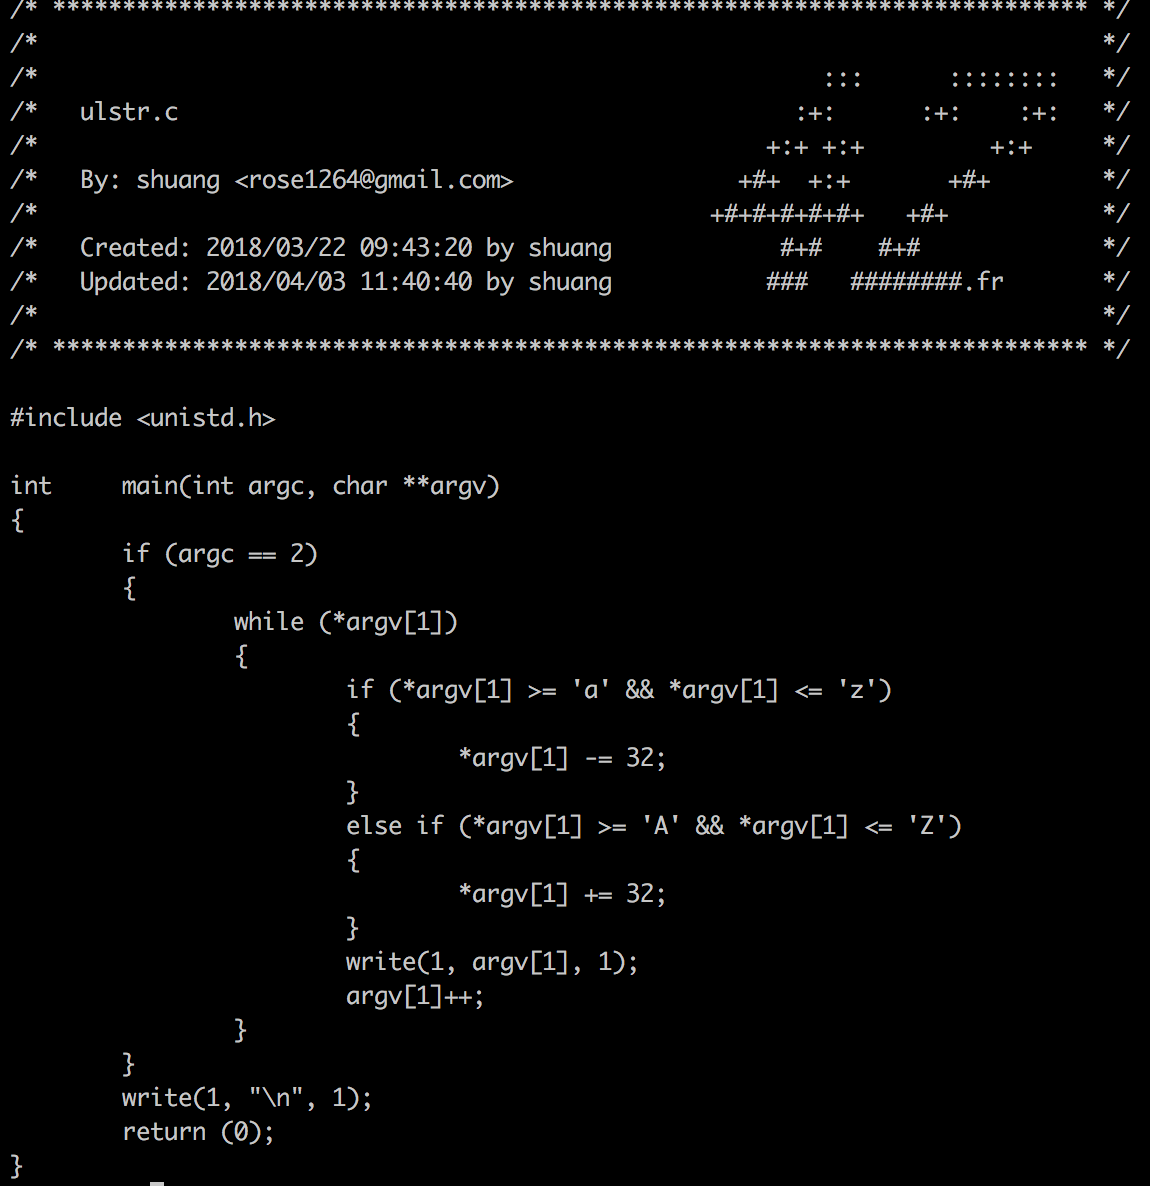 /* ************************************************************************** */
/*                                                                            */
/*                                                        :::      ::::::::   */
/*   ulstr.c                                            :+:      :+:    :+:   */
/*                                                    +:+ +:+         +:+     */
/*   By: shuang <rose1264@gmail.com>                +#+  +:+       +#+        */
/*                                                +#+#+#+#+#+   +#+           */
/*   Created: 2018/03/22 09:43:20 by shuang            #+#    #+#             */
/*   Updated: 2018/04/03 11:40:40 by shuang           ###   ########.fr       */
/*                                                                            */
/* ************************************************************************** */

#include <unistd.h>

int     main(int argc, char **argv)
{
        if (argc == 2)
        {
                while (*argv[1])
                {
                        if (*argv[1] >= 'a' && *argv[1] <= 'z')
                        {
                                *argv[1] -= 32;
                        }
                        else if (*argv[1] >= 'A' && *argv[1] <= 'Z')
                        {
                                *argv[1] += 32;
                        }
                        write(1, argv[1], 1);
                        argv[1]++;
                }
        }
        write(1, "\n", 1);
        return (0);
}